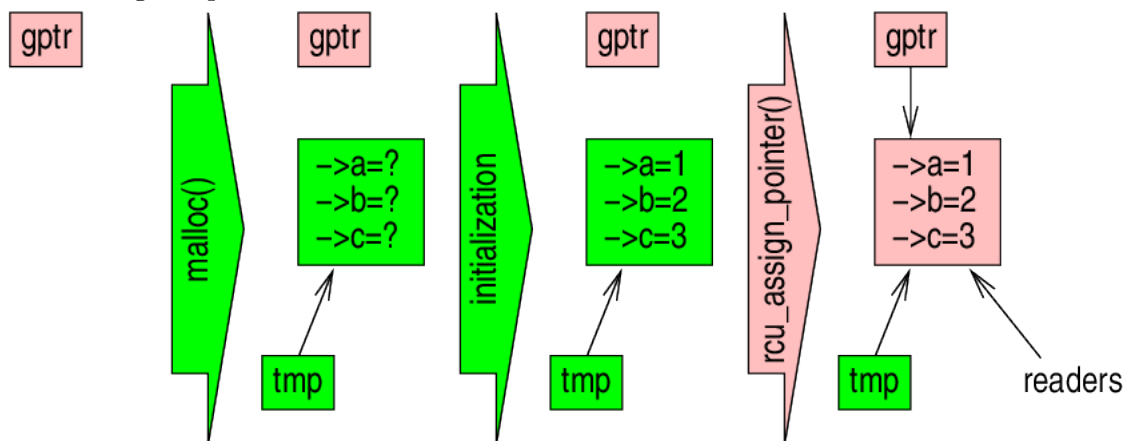 gptr
gptr
gptr
gptr
malloc()
–>a=?
–>b=?
–>c=?
tmp
initialization
–>a=1
–>b=2
–>c=3
tmp
rcu_assign_pointer()
–>a=1
–>b=2
–>c=3
tmp
readers